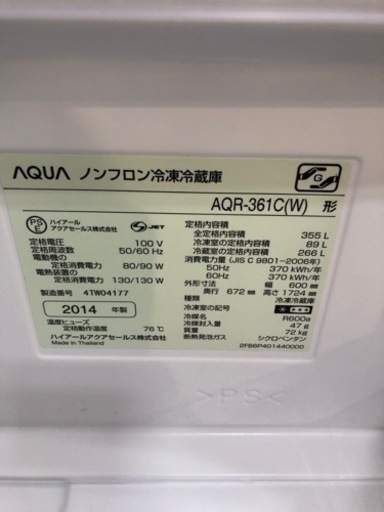 AQUA ノンフロン冷凍冷蔵庫
AQR-361C(W) 形
PS E ハイアール アクアセールス株式会社 JET
定格電圧 100 V
定格周波数 50/60 Hz
電動機の
定格消費電力 80/90 W
電熱装置の
定格消費電力 130/130 W
製造番号 4TW04177
2014 年製
温度ヒューズ
定格動作温度 76℃
ハイアールアクアセールス株式会社
Made in Thailand
定格内容積
全定格内容積 355 L
冷凍室の定格内容積 89 L
冷蔵室の定格内容積 266 L
消費電力量 (JIS C 9801-2006年)
50Hz 370 kWh/年
60Hz 370 kWh/年
外形寸法 幅 600 mm
奥行 672 mm 高さ 1724 mm
種類 冷凍冷蔵庫
冷凍室の記号
冷媒名 R600a
冷媒封入量 47 g
質量 72 kg
断熱発泡ガス シクロペンタン
2F86P4014A0000
>PS<